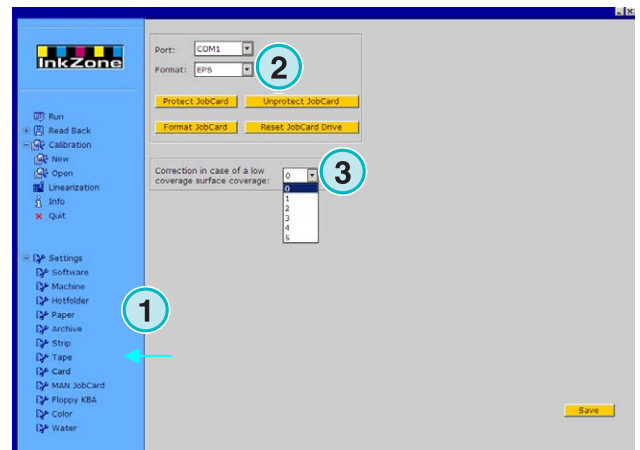 InkZone
Run
Read Back
Calibration
New
Open
Linearization
Info
Quit
Settings
Software
Machine
Hotfolder
Paper
Archive
Strip
Tape
Card
MAN JobCard
Floppy KBA
Color
Water
1
Port: COM1
Format: EPS
2
Protect JobCard Unprotect JobCard
Format JobCard Reset JobCard Drive
Correction in case of a low
coverage surface coverage: 0
3
0
1
2
3
4
5
Save